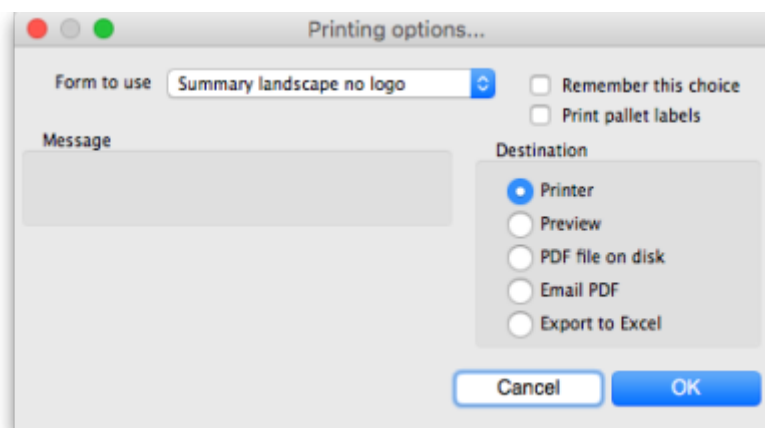 Printing options...
Form to use Summary landscape no logo
Remember this choice
Print pallet labels
Message
Destination
Printer
Preview
PDF file on disk
Email PDF
Export to Excel
Cancel OK